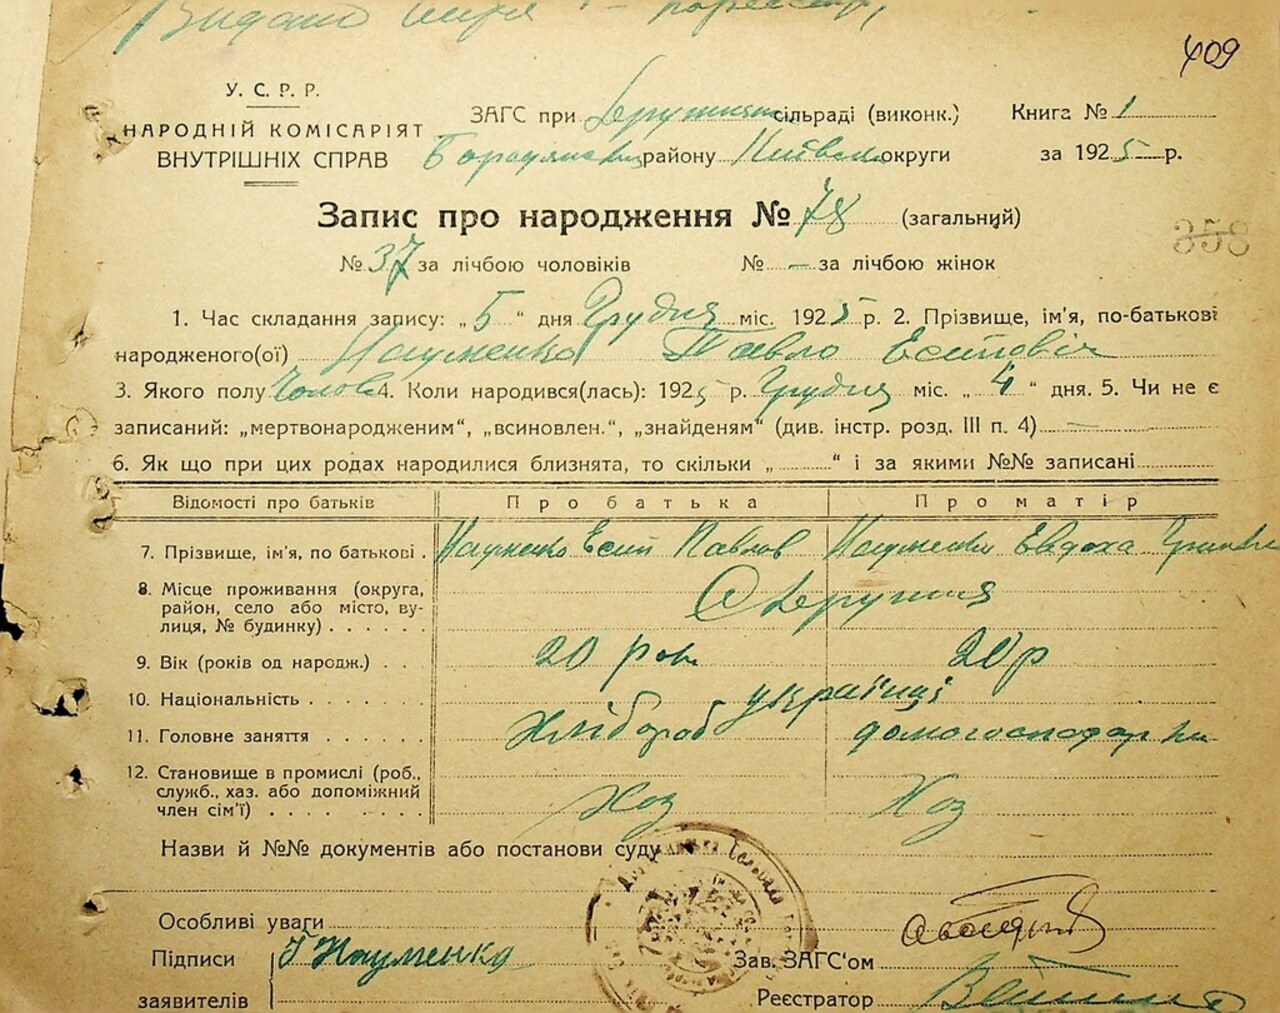 Видано
409
У. С. Р. Р.
НАРОДНІЙ КОМІСАРІЯТ
ВНУТРІШНІХ СПРАВ
ЗАГС при сільраді (виконк.)
району округи
Книга № 1
за 1925 р.
Запис про народження № 78 (загальний)
358
№ 37 за лічбою чоловіків № — за лічбою жінок
1. Час складання запису: „ 5 “ дня Грудня міс. 1925 р. 2. Прізвище, ім'я, по-батькові
народженого(ої) Науменко Павло Есиповіч
3. Якого полу Чолов 4. Коли народився(лась): 1925 р. Грудня міс. „ 4 “ дня. 5. Чи не є
записаний: „мертвонародженим“, „всиновлен.“, „знайденям“ (див. інстр. розд. III п. 4) —
6. Як що при цих родах народилися близнята, то скільки „ “ і за якими №№ записані
Відомості про батьків Про батька Про матір
7. Прізвище, ім'я, по батькові . Науменко Есип Павлов Науменко Евдоха
8. Місце проживання (округа,
район, село або місто, ву-
лиця, № будинку) . . . . . .
9. Вік (років од народж.) . . 20 рок 20 р
10. Національність . . . . . . . українці
11. Головне заняття . . . . . . Хлібороб домогосподарки
12. Становище в промислі (роб.,
служб., хаз. або допоміжний
член сім'ї) . . . . . . . . . Хоз Хоз
Назви й №№ документів або постанови суду
Особливі уваги
Підписи Науменко
Зав. ЗАГС'ом
заявителів
Реєстратор